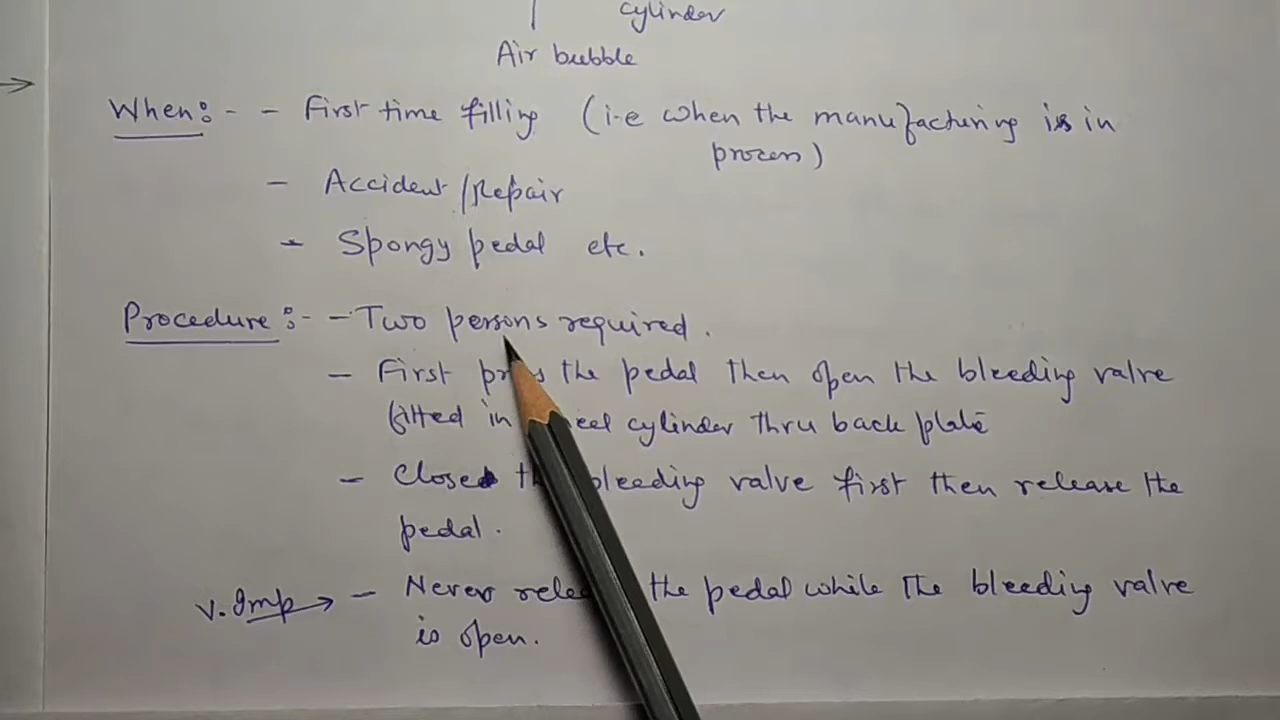 cylinder
Air bubble
When:- - First time filling (i.e when the manufacturing is in
process)
- Accident/Repair
- Spongy pedal etc.
Procedure:- - Two persons required.
- First the pedal then open the bleeding valve
fitted in cylinder thru back plate
- Close bleeding valve first then release the
pedal.
v.Imp → - Never the pedal while the bleeding valve
is open.